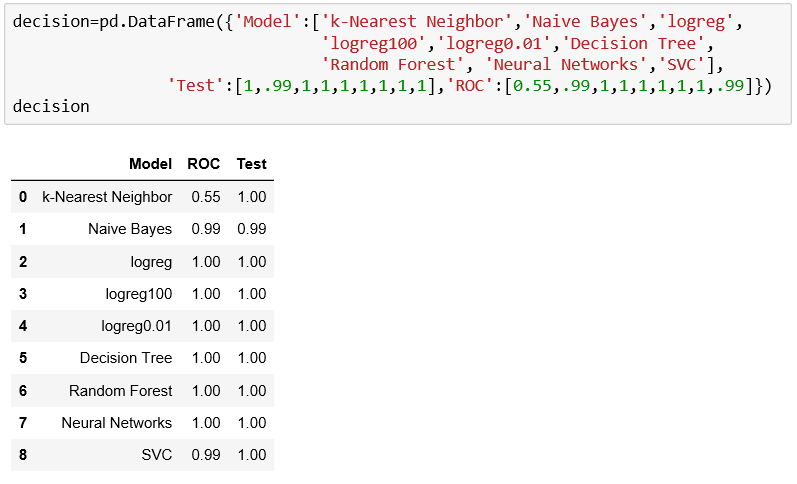 decision=pd.DataFrame({'Model':['k-Nearest Neighbor','Naive Bayes','logreg',
'logreg100','logreg0.01','Decision Tree',
'Random Forest', 'Neural Networks','SVC'],
'Test':[1,.99,1,1,1,1,1,1,1],'ROC':[0.55,.99,1,1,1,1,1,1,.99]})
decision
Model ROC Test
0 k-Nearest Neighbor 0.55 1.00
1 Naive Bayes 0.99 0.99
2 logreg 1.00 1.00
3 logreg100 1.00 1.00
4 logreg0.01 1.00 1.00
5 Decision Tree 1.00 1.00
6 Random Forest 1.00 1.00
7 Neural Networks 1.00 1.00
8 SVC 0.99 1.00